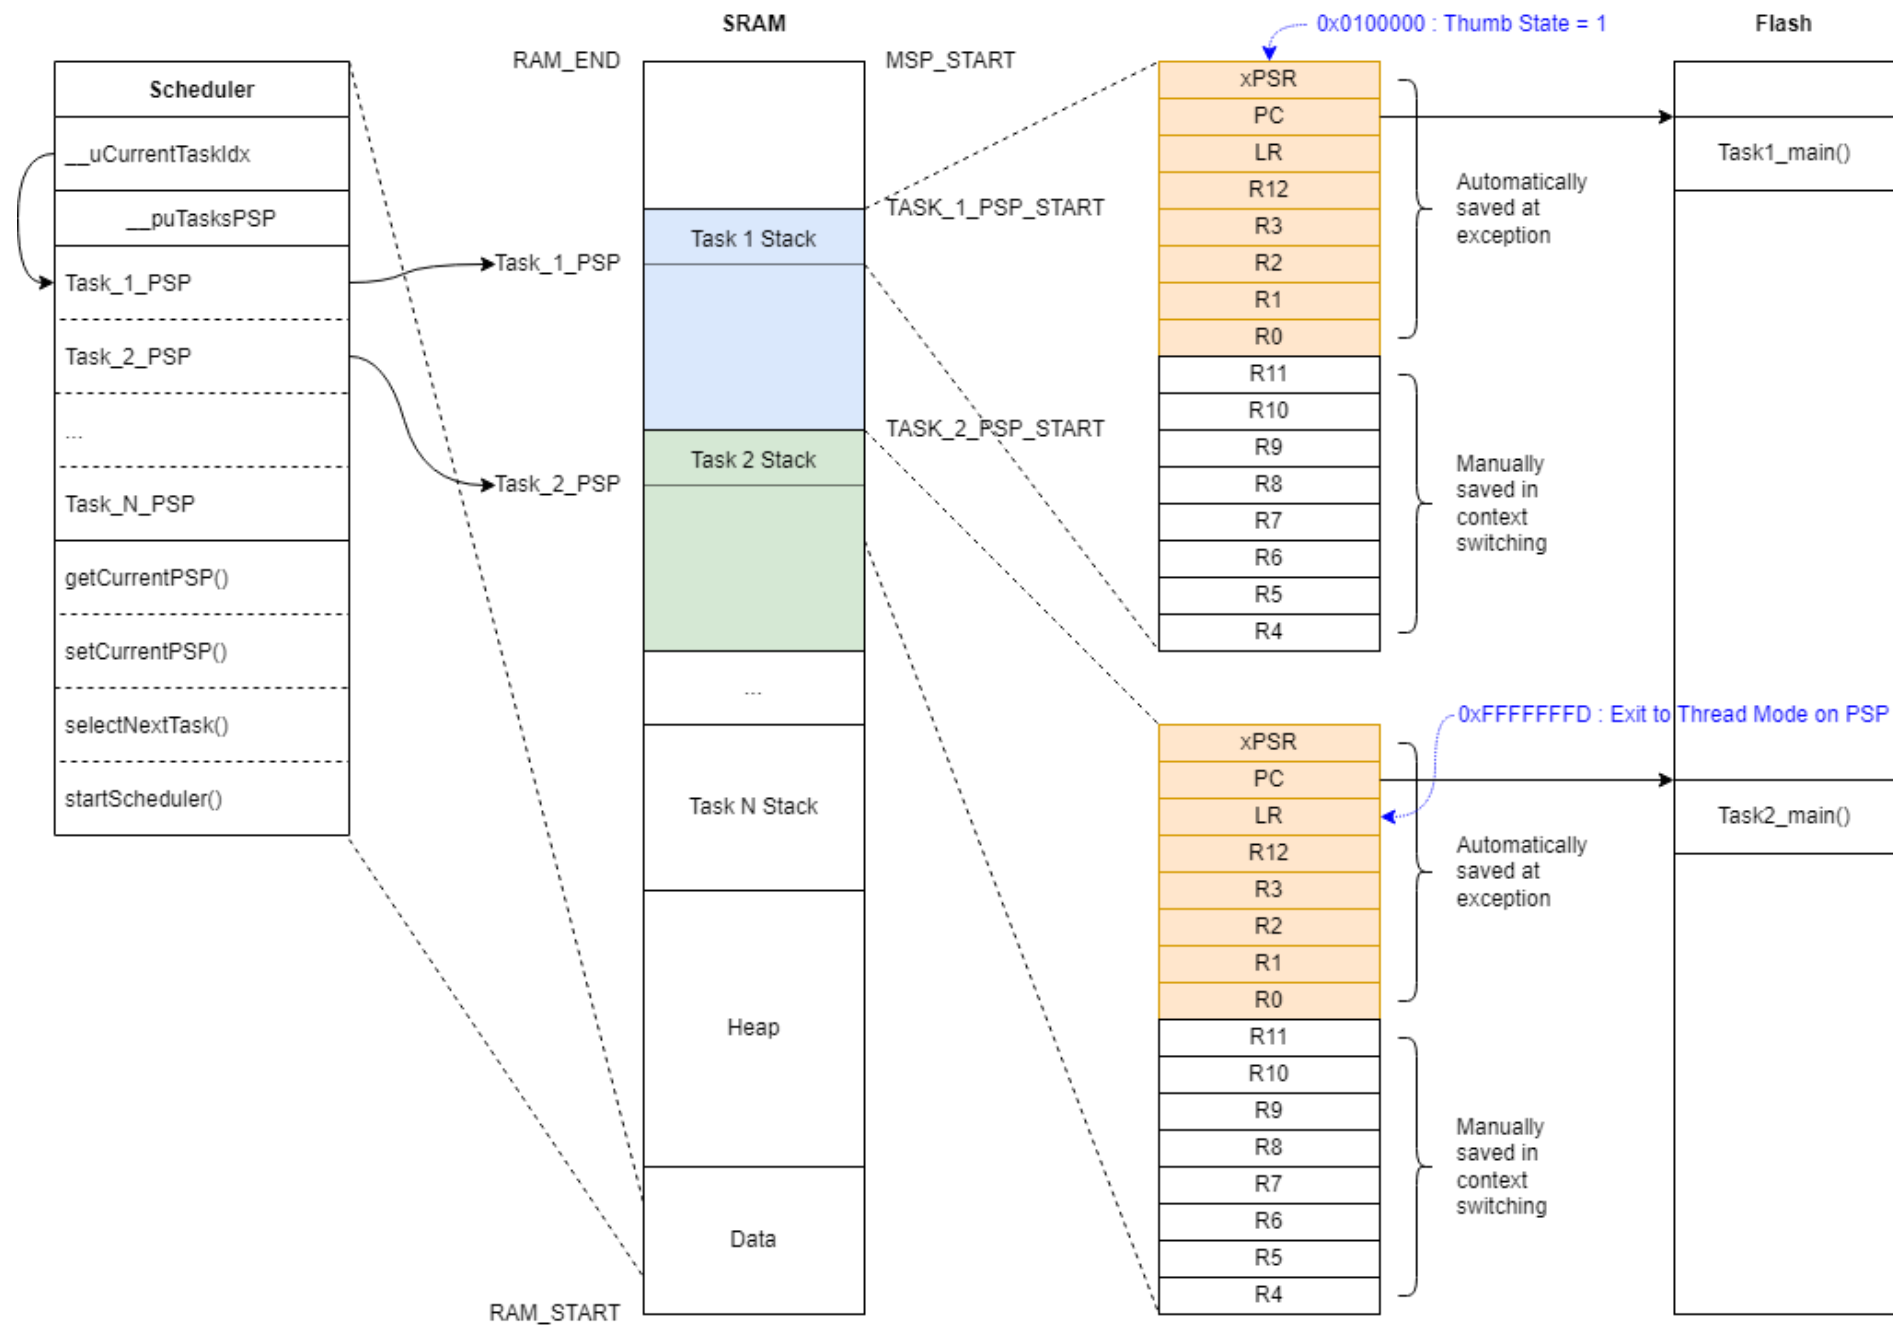 SRAM
0x0100000 : Thumb State = 1
Flash
Scheduler
__uCurrentTaskIdx
__puTasksPSP
Task_1_PSP
Task_2_PSP
...
Task_N_PSP
getCurrentPSP()
setCurrentPSP()
selectNextTask()
startScheduler()
RAM_END
Task_1_PSP
Task_2_PSP
RAM_START
Task 1 Stack
Task 2 Stack
...
Task N Stack
Heap
Data
MSP_START
TASK_1_PSP_START
TASK_2_PSP_START
xPSR
PC
LR
R12
R3
R2
R1
R0
R11
R10
R9
R8
R7
R6
R5
R4
Automatically
saved at
exception
Manually
saved in
context
switching
Task1_main()
0xFFFFFFFD : Exit to Thread Mode on PSP
xPSR
PC
LR
R12
R3
R2
R1
R0
R11
R10
R9
R8
R7
R6
R5
R4
Automatically
saved at
exception
Manually
saved in
context
switching
Task2_main()